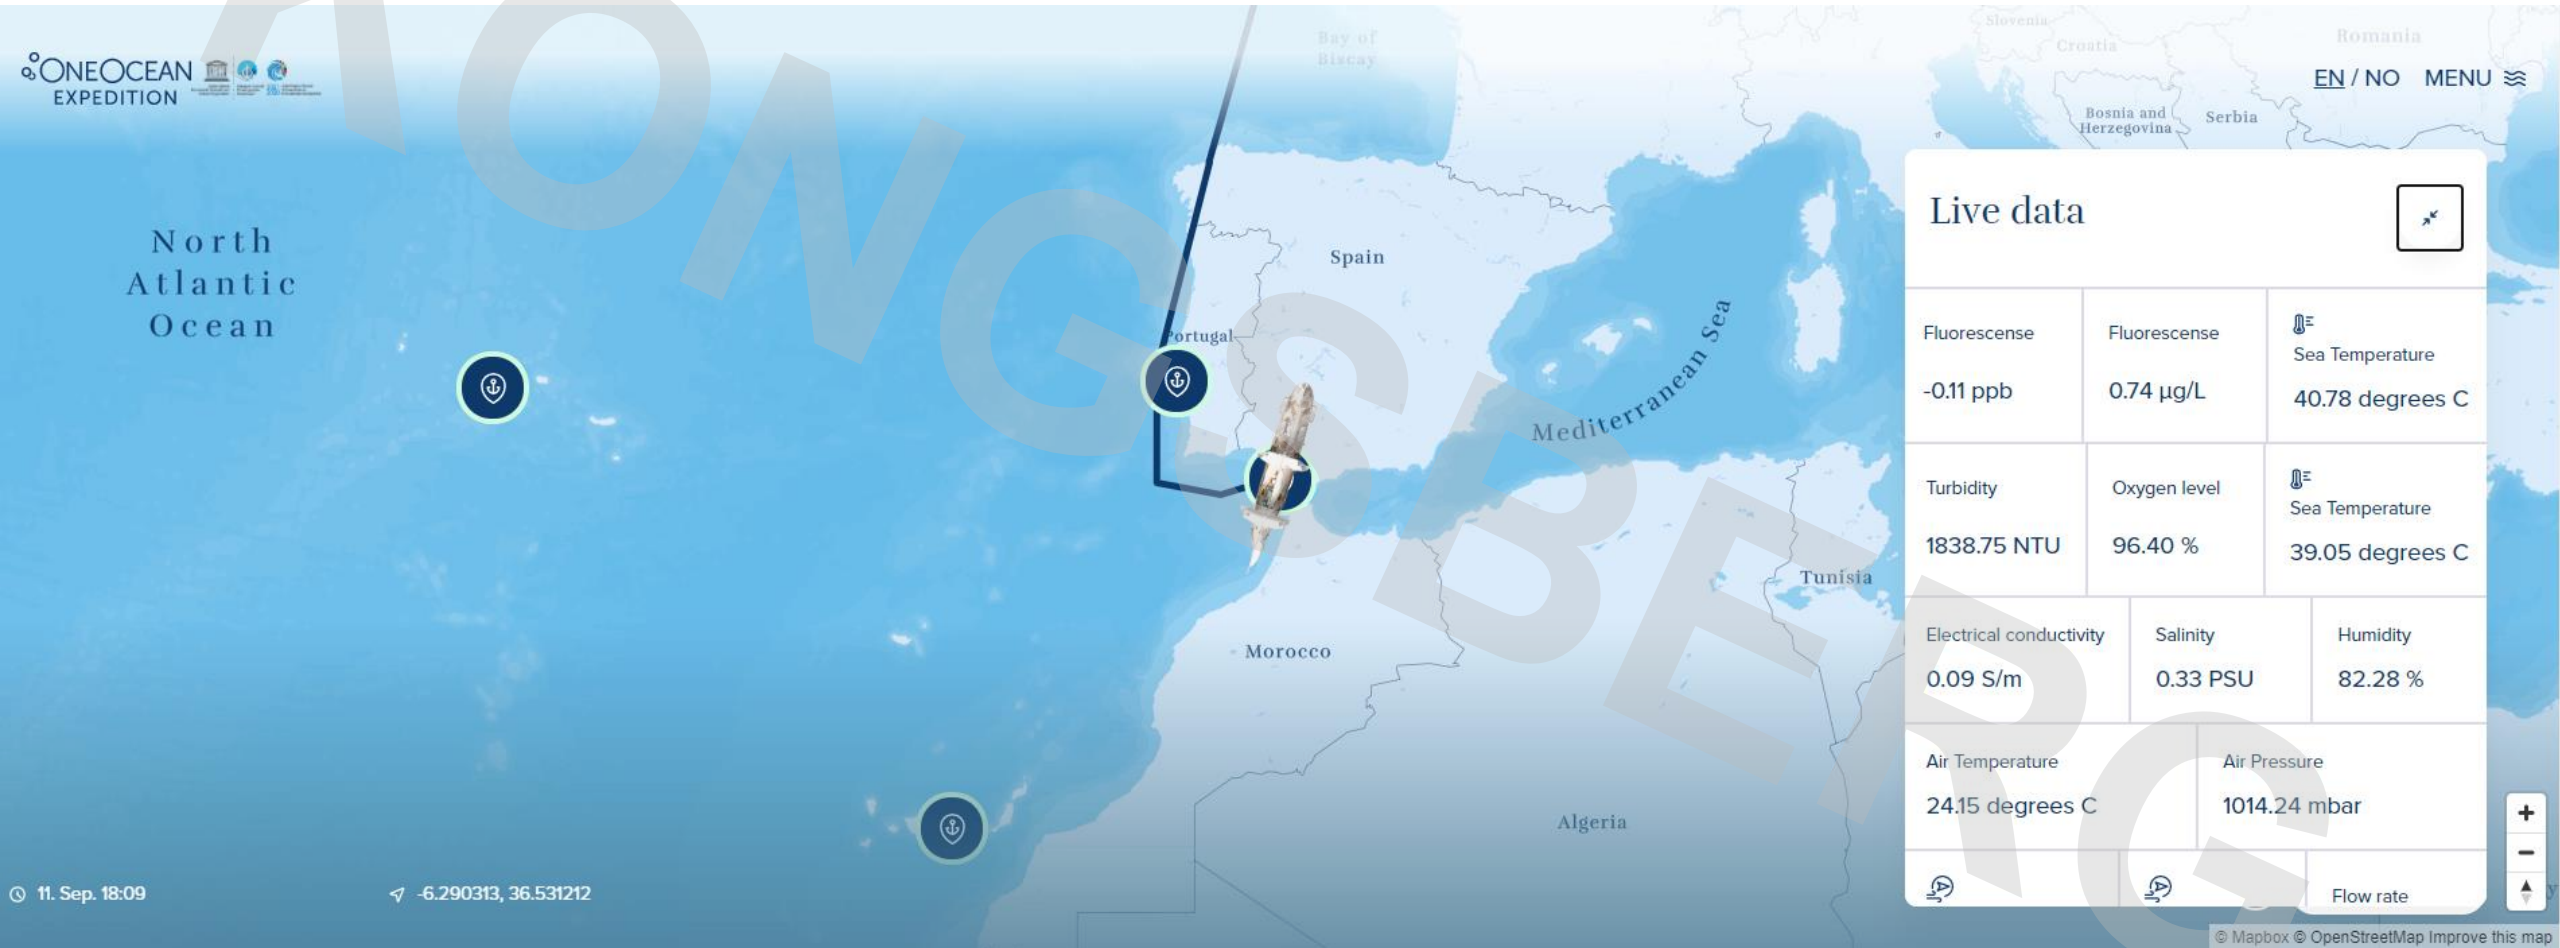 ONEOCEAN
EXPEDITION
Bay of
Biscay
Slovenia
Croatia
Romania
EN / NO MENU
Bosnia and
Herzegovina
Serbia
North
Atlantic
Ocean
Spain
Portugal
Mediterranean Sea
Tunisia
Morocco
Algeria
Live data
Fluorescense
-0.11 ppb
Fluorescense
0.74 µg/L
Sea Temperature
40.78 degrees C
Turbidity
1838.75 NTU
Oxygen level
96.40 %
Sea Temperature
39.05 degrees C
Electrical conductivity
0.09 S/m
Salinity
0.33 PSU
Humidity
82.28 %
Air Temperature
24.15 degrees C
Air Pressure
1014.24 mbar
Flow rate
11. Sep. 18:09
-6.290313, 36.531212
KONGSBERG
© Mapbox © OpenStreetMap Improve this map